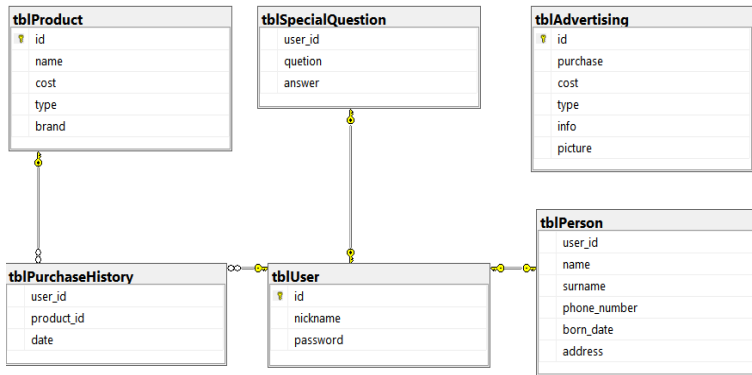 tblProduct
id
name
cost
type
brand
tblSpecialQuestion
user_id
quetion
answer
tblAdvertising
id
purchase
cost
type
info
picture
tblPurchaseHistory
user_id
product_id
date
tblUser
id
nickname
password
tblPerson
user_id
name
surname
phone_number
born_date
address